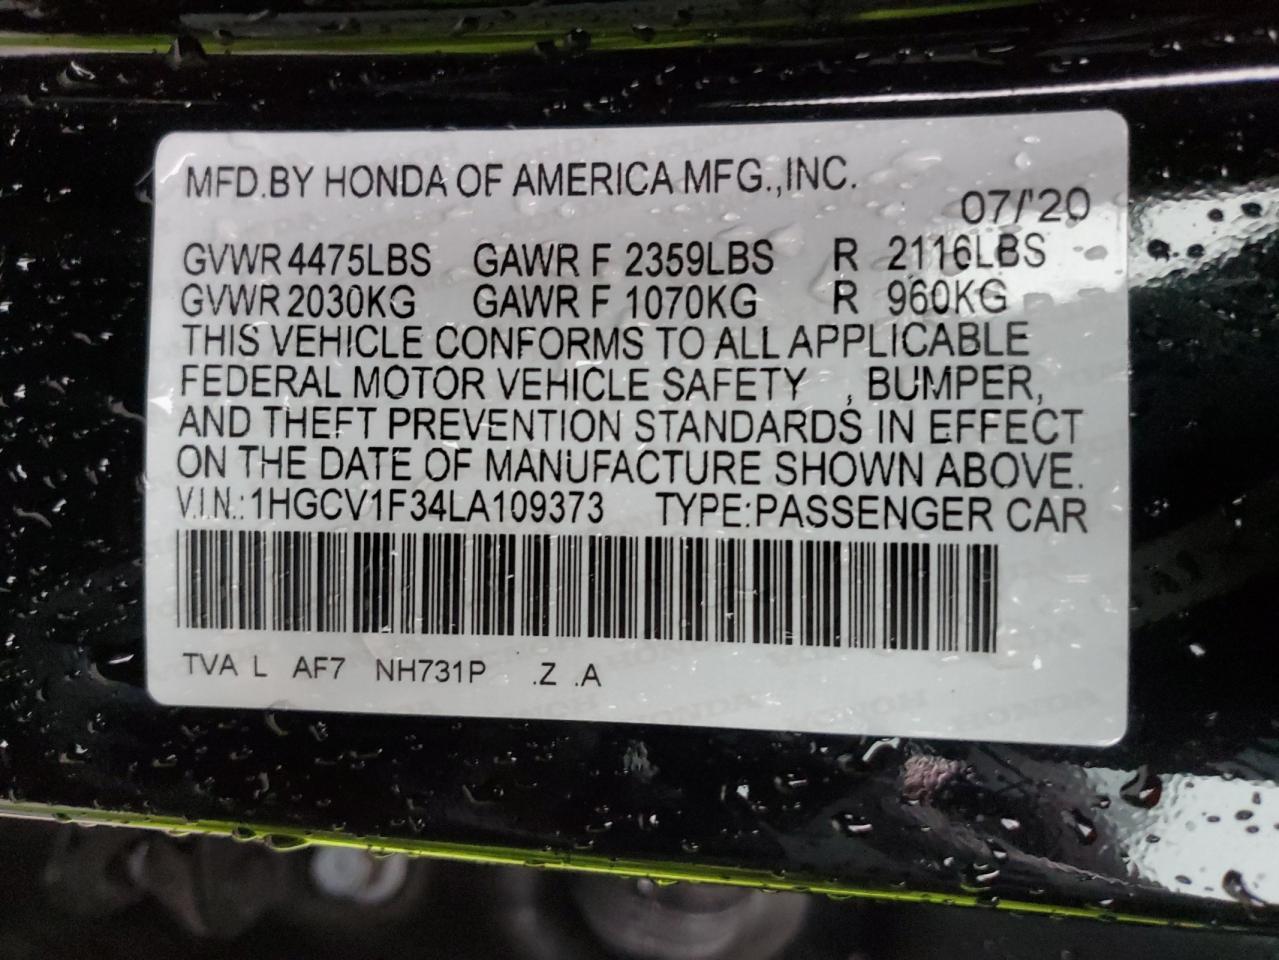 MFD.BY HONDA OF AMERICA MFG.,INC.
07/'20
GVWR 4475LBS GAWR F 2359LBS R 2116LBS
GVWR 2030KG GAWR F 1070KG R 960KG
THIS VEHICLE CONFORMS TO ALL APPLICABLE
FEDERAL MOTOR VEHICLE SAFETY , BUMPER,
AND THEFT PREVENTION STANDARDS IN EFFECT
ON THE DATE OF MANUFACTURE SHOWN ABOVE.
V.I.N.:1HGCV1F34LA109373 TYPE:PASSENGER CAR
TVA L AF7 NH731P .Z .A